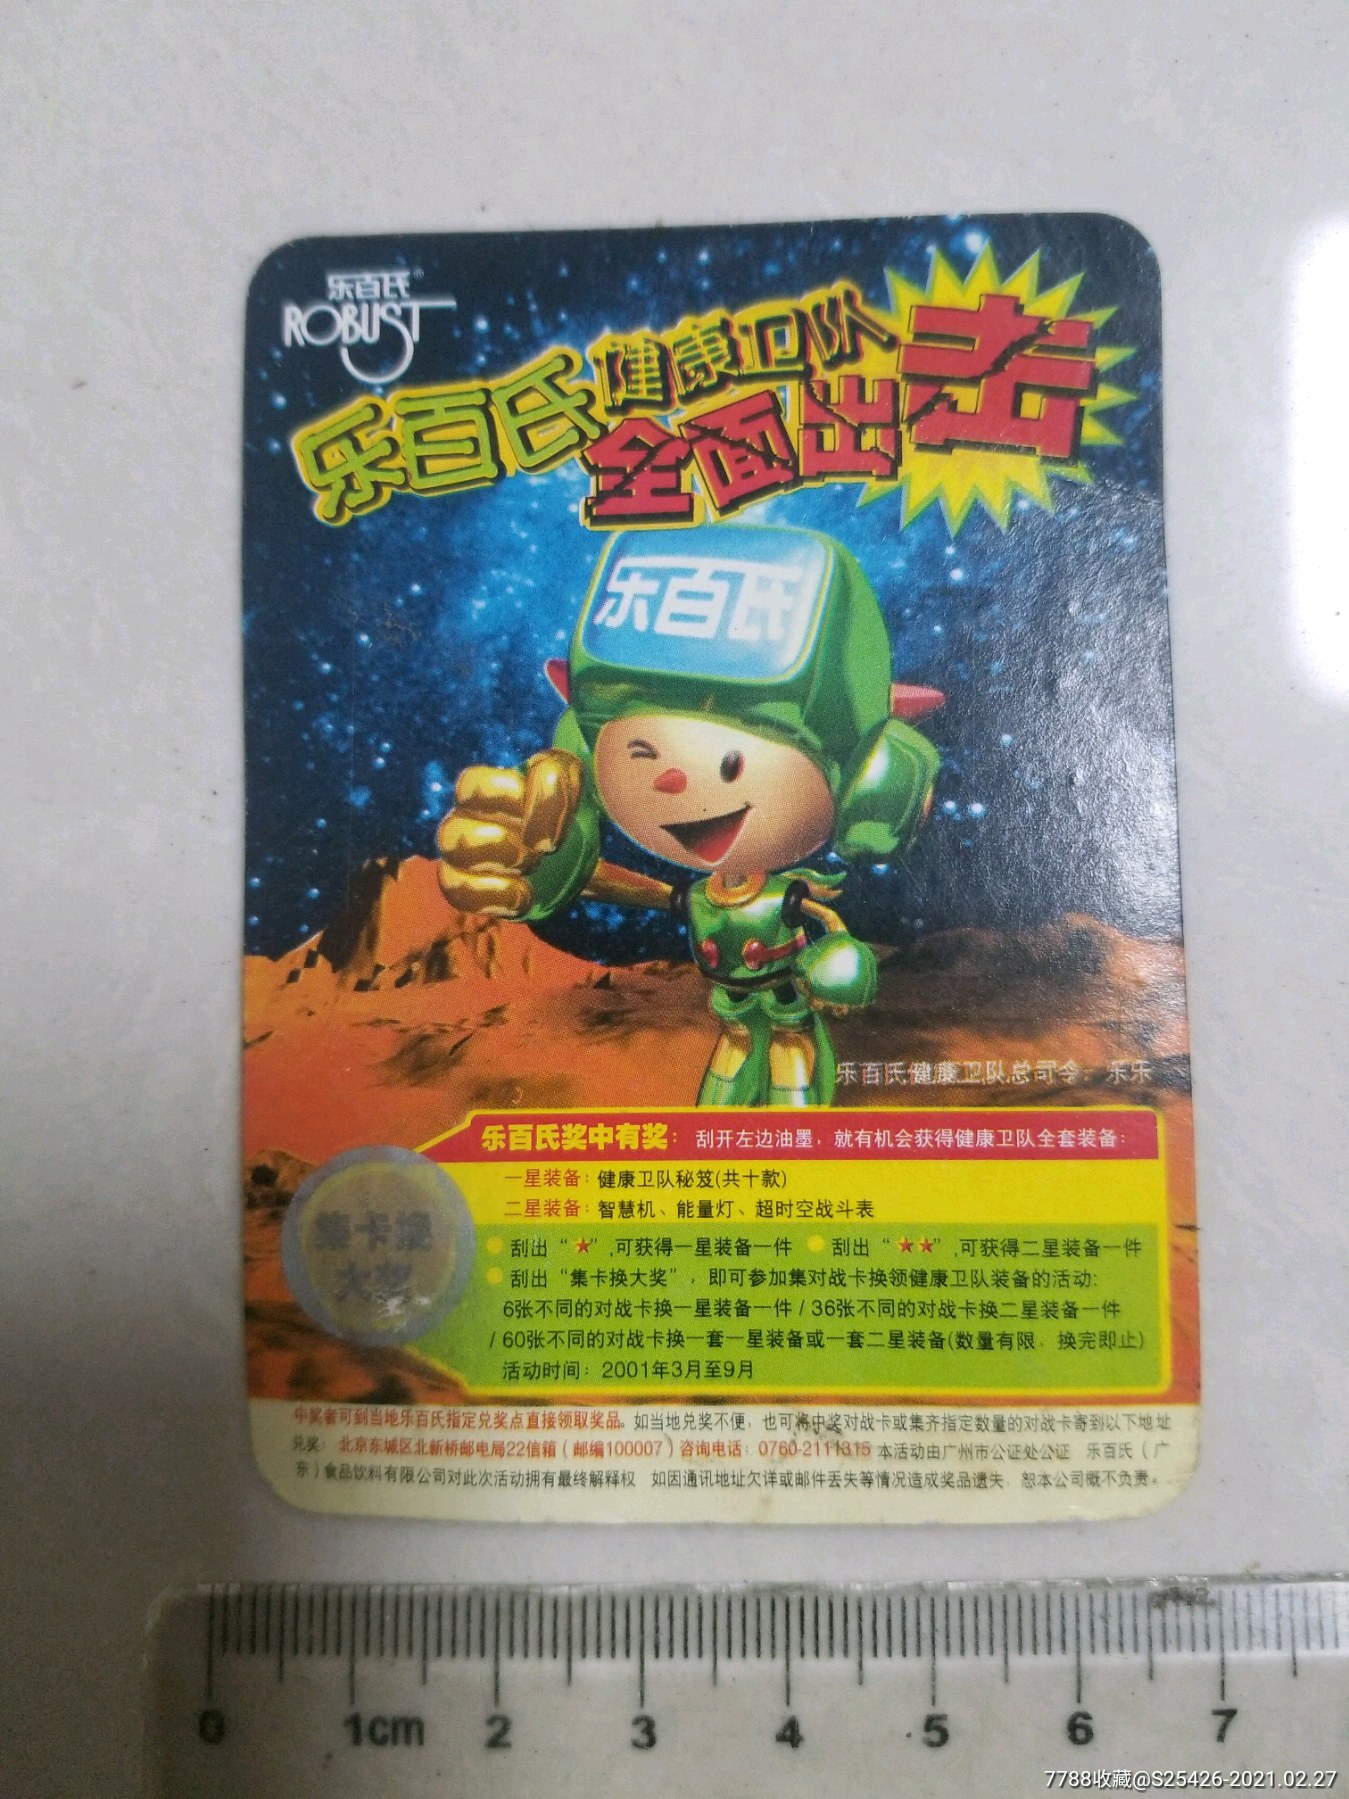 乐百氏
ROBUST
乐百氏健康卫队
全面出击
乐百氏
乐百氏健康卫队总司令：乐乐
乐百氏奖中有奖：刮开左边油墨，就有机会获得健康卫队全套装备：
一星装备：健康卫队秘笈(共十款)
二星装备：智慧机、能量灯、超时空战斗表
集卡换
大奖
刮出“★”,可获得一星装备一件 刮出“★★”,可获得二星装备一件
刮出“集卡换大奖”，即可参加集对战卡换领健康卫队装备的活动:
6张不同的对战卡换一星装备一件 / 36张不同的对战卡换二星装备一件
/ 60张不同的对战卡换一套一星装备或一套二星装备(数量有限，换完即止)
活动时间：2001年3月至9月
中奖者可到当地乐百氏指定兑奖点直接领取奖品。如当地兑奖不便，也可将中奖对战卡或集齐指定数量的对战卡寄到以下地址
兑奖：北京东城区北新桥邮电局22信箱（邮编100007）咨询电话：0760-2111315 本活动由广州市公证处公证 乐百氏（广
东）食品饮料有限公司对此次活动拥有最终解释权 如因通讯地址欠详或邮件丢失等情况造成奖品遗失，恕本公司概不负责。
0 1cm 2 3 4 5 6 7
7788收藏@S25426-2021.02.27